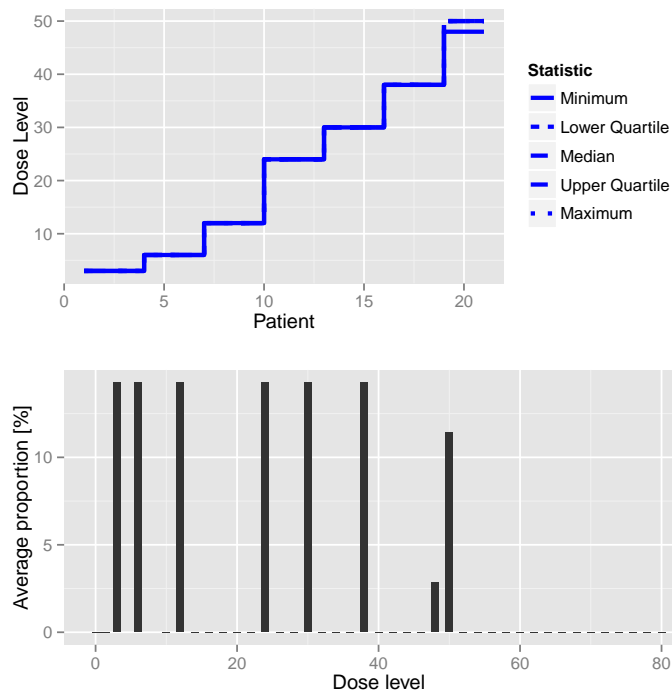 50
40
30
20
10
Dose Level
0
5
10
15
20
Patient
Statistic
Minimum
Lower Quartile
Median
Upper Quartile
Maximum
10
5
0
Average proportion [%]
0
20
40
60
80
Dose level